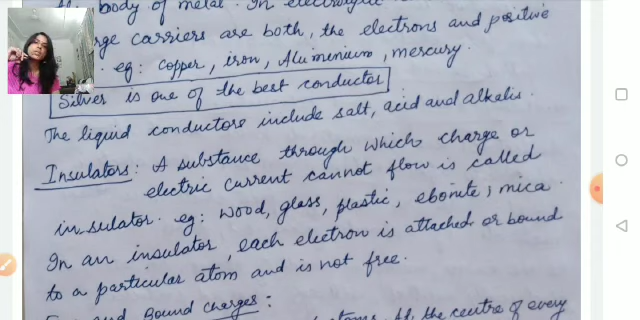 body of metal. In electrolytic
charge carriers are both, the electrons and positive
eg: copper, iron, Aluminium, mercury.
Silver is one of the best conductor
The liquid conductors include salt, acid and alkalis.
Insulators: A substance through which charge or
electric current cannot flow is called
insulator. eg: wood, glass, plastic, ebonite, mica.
In an insulator, each electron is attached or bound
to a particular atom and is not free.
and Bound charges:
the centre of every